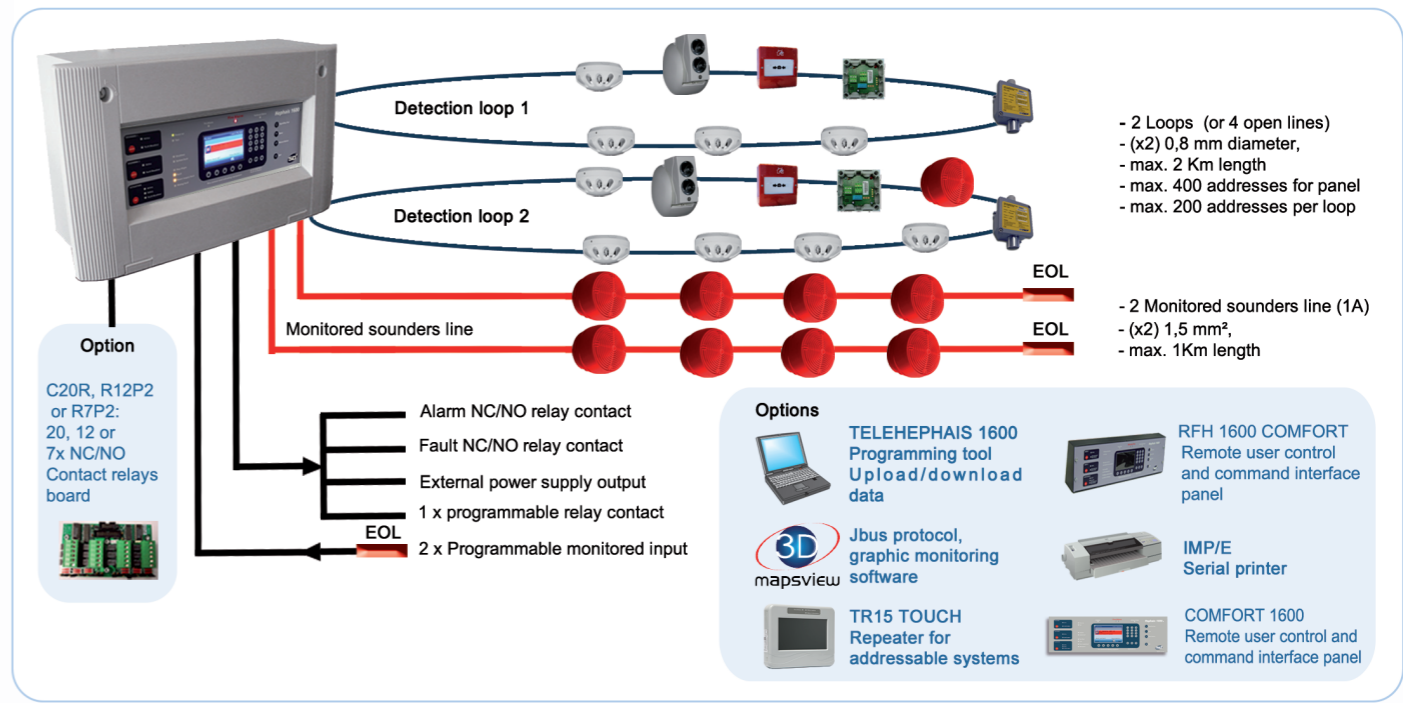 Detection loop 1
- 2 Loops (or 4 open lines)
- (x2) 0,8 mm diameter,
- max. 2 Km length
- max. 400 addresses for panel
- max. 200 addresses per loop
Detection loop 2
EOL
Monitored sounders line
EOL
- 2 Monitored sounders line (1A)
- (x2) 1,5 mm²,
- max. 1Km length
Option
C20R, R12P2
or R7P2:
20, 12 or
7x NC/NO
Contact relays
board
Alarm NC/NO relay contact
Fault NC/NO relay contact
External power supply output
1 x programmable relay contact
EOL
2 x Programmable monitored input
Options
TELEHEPHAIS 1600
Programming tool
Upload/download
data
RFH 1600 COMFORT
Remote user control
and command interface
panel
3D
mapsview
Jbus protocol,
graphic monitoring
software
IMP/E
Serial printer
TR15 TOUCH
Repeater for
addressable systems
COMFORT 1600
Remote user control and
command interface panel